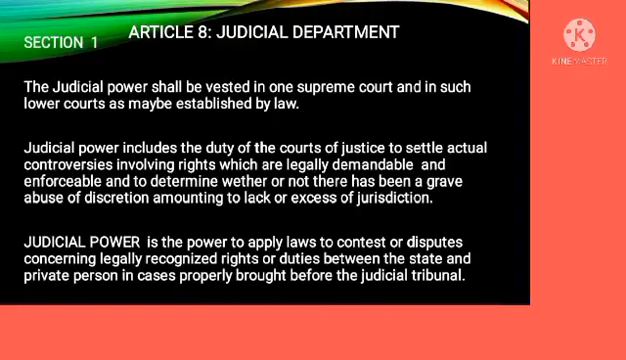 SECTION 1
ARTICLE 8: JUDICIAL DEPARTMENT
KINEMASTER
The Judicial power shall be vested in one supreme court and in such
lower courts as maybe established by law.
Judicial power includes the duty of the courts of justice to settle actual
controversies involving rights which are legally demandable and
enforceable and to determine wether or not there has been a grave
abuse of discretion amounting to lack or excess of jurisdiction.
JUDICIAL POWER is the power to apply laws to contest or disputes
concerning legally recognized rights or duties between the state and
private person in cases properly brought before the judicial tribunal.